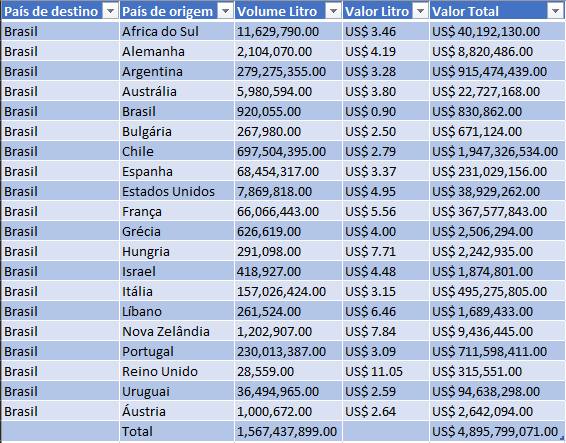 País de destino País de origem Volume Litro Valor Litro Valor Total
Brasil Africa do Sul 11,629,790.00 US$ 3.46 US$ 40,192,130.00
Brasil Alemanha 2,104,070.00 US$ 4.19 US$ 8,820,486.00
Brasil Argentina 279,275,355.00 US$ 3.28 US$ 915,474,439.00
Brasil Austrália 5,980,594.00 US$ 3.80 US$ 22,727,168.00
Brasil Brasil 920,055.00 US$ 0.90 US$ 830,862.00
Brasil Bulgária 267,980.00 US$ 2.50 US$ 671,124.00
Brasil Chile 697,504,395.00 US$ 2.79 US$ 1,947,326,534.00
Brasil Espanha 68,454,317.00 US$ 3.37 US$ 231,029,156.00
Brasil Estados Unidos 7,869,818.00 US$ 4.95 US$ 38,929,262.00
Brasil França 66,066,443.00 US$ 5.56 US$ 367,577,843.00
Brasil Grécia 626,619.00 US$ 4.00 US$ 2,506,294.00
Brasil Hungria 291,098.00 US$ 7.71 US$ 2,242,935.00
Brasil Israel 418,927.00 US$ 4.48 US$ 1,874,801.00
Brasil Itália 157,026,424.00 US$ 3.15 US$ 495,275,805.00
Brasil Líbano 261,524.00 US$ 6.46 US$ 1,689,433.00
Brasil Nova Zelândia 1,202,907.00 US$ 7.84 US$ 9,436,445.00
Brasil Portugal 230,013,387.00 US$ 3.09 US$ 711,598,411.00
Brasil Reino Unido 28,559.00 US$ 11.05 US$ 315,551.00
Brasil Uruguai 36,494,965.00 US$ 2.59 US$ 94,638,298.00
Brasil Áustria 1,000,672.00 US$ 2.64 US$ 2,642,094.00
Total 1,567,437,899.00 US$ 4,895,799,071.00